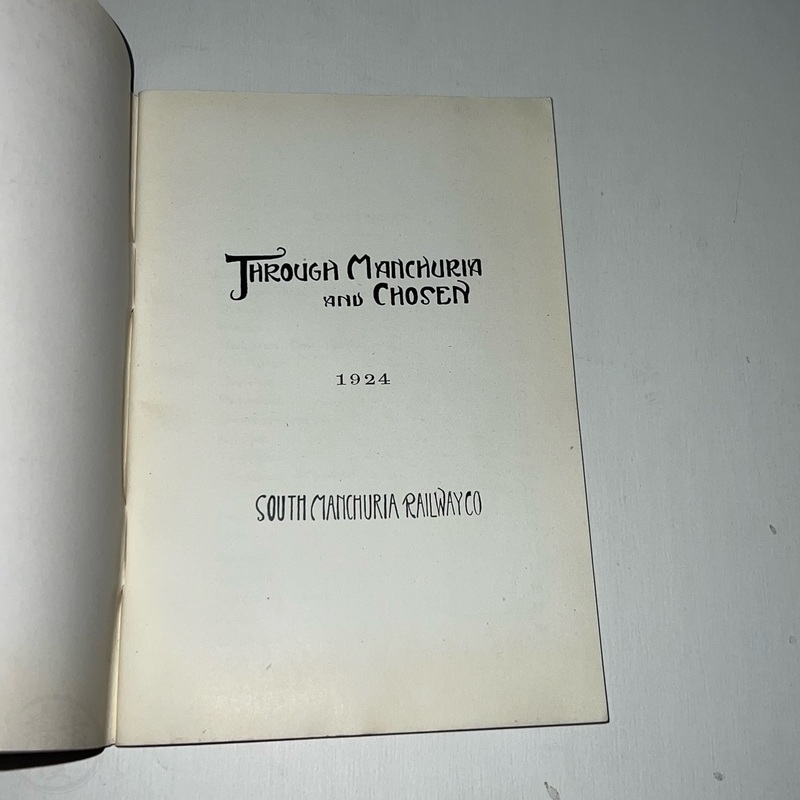 Through Manchuria
and Chosen
1924
South Manchuria Railway Co